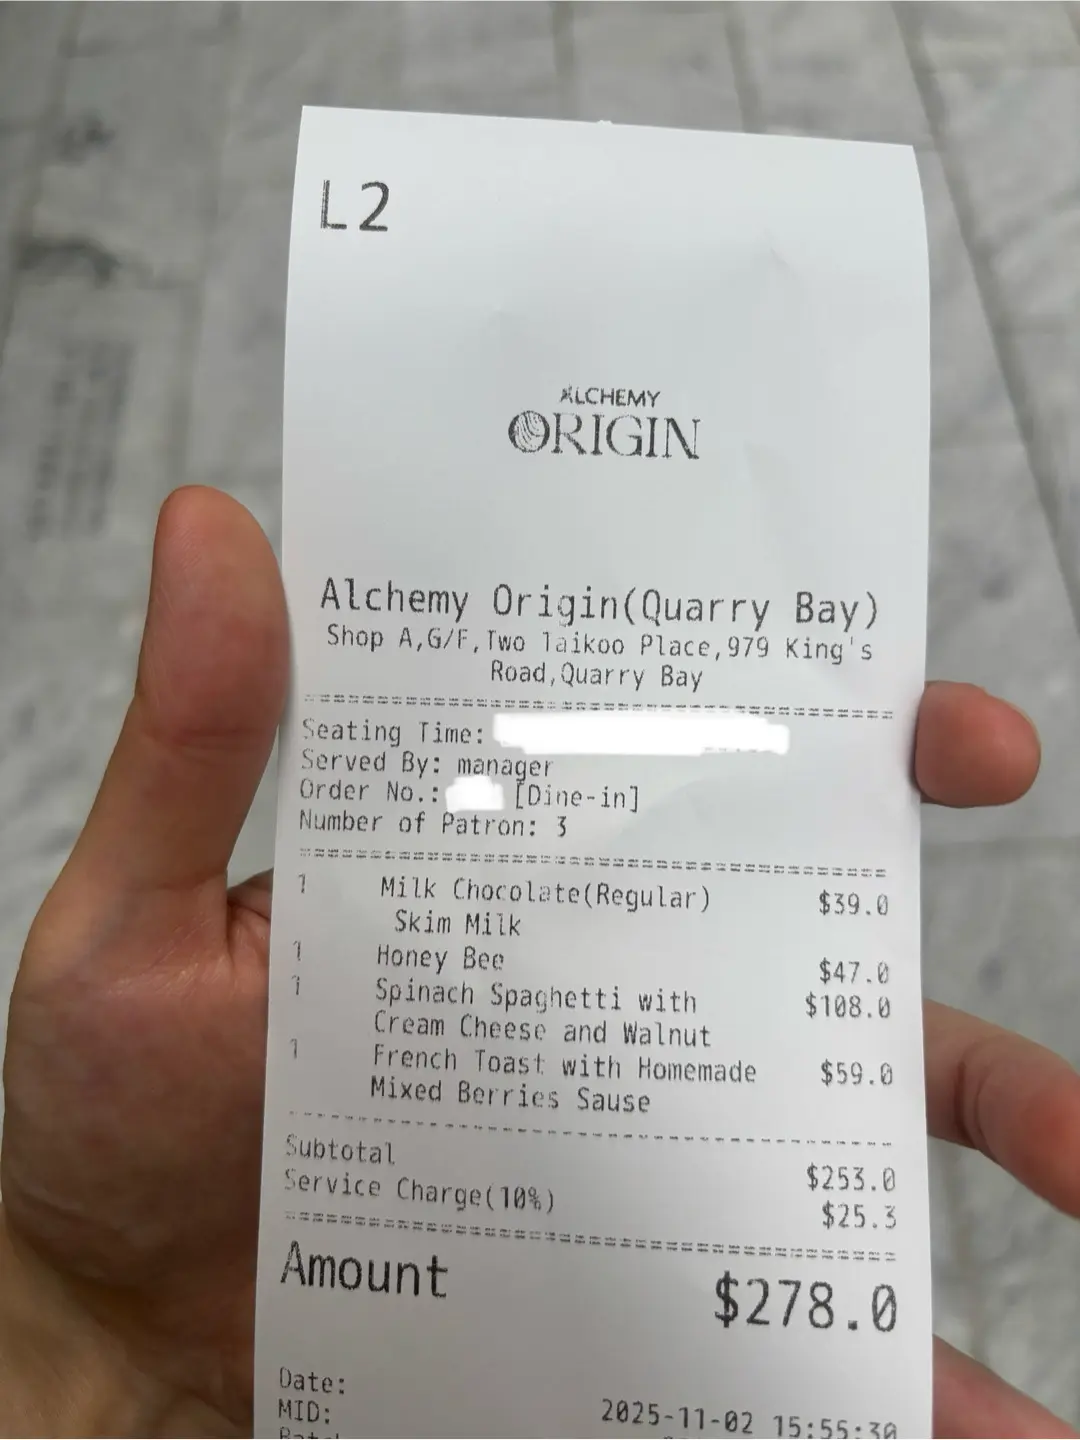 L2
ALCHEMY
ORIGIN
Alchemy Origin(Quarry Bay)
Shop A,G/F,Two Taikoo Place,979 King's
Road,Quarry Bay
Seating Time:
Served By: manager
Order No.: [Dine-in]
Number of Patron: 3
1 Milk Chocolate(Regular) $39.0
Skim Milk
1 Honey Bee $47.0
1 Spinach Spaghetti with $108.0
Cream Cheese and Walnut
1 French Toast with Homemade $59.0
Mixed Berries Sause
Subtotal $253.0
Service Charge(10%) $25.3
Amount $278.0
Date: 2025-11-02 15:55:30
MID: